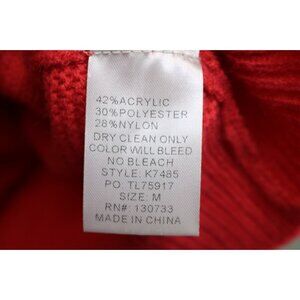 42%ACRYLIC
30%POLYESTER
28%NYLON
DRY CLEAN ONLY
COLOR WILL BLEED
NO BLEACH
STYLE: K7485
PO. TL75917
SIZE: M
RN#: 130733
MADE IN CHINA